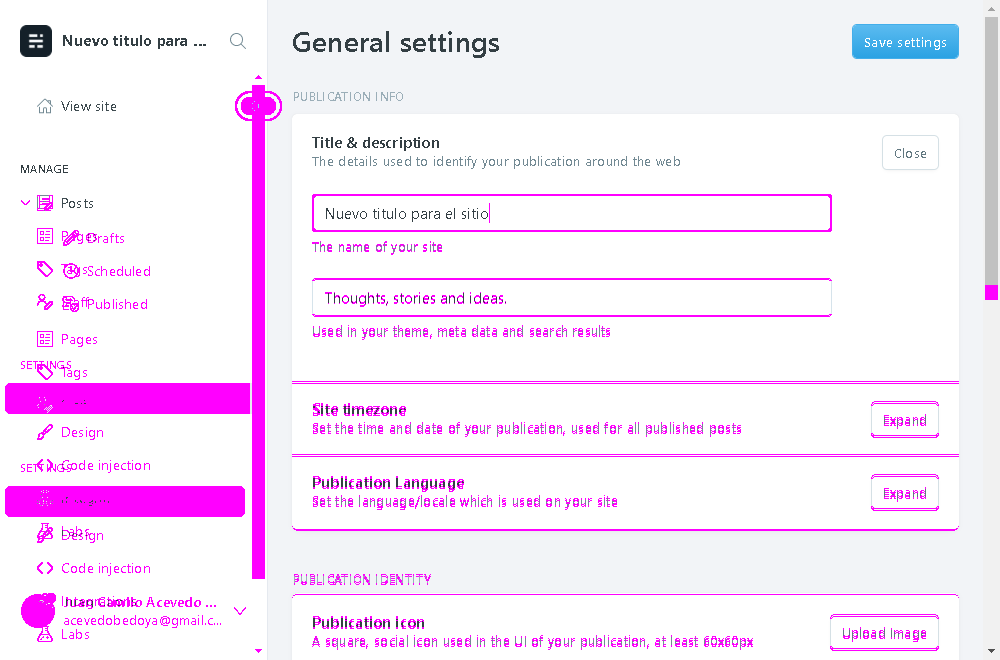 Nuevo titulo para ...
General settings
Save settings
PUBLICATION INFO
View site
Title & description
The details used to identify your publication around the web
Close
MANAGE
Posts
Nuevo titulo para el sitio
Pages
Drafts
The name of your site
Tags
Scheduled
Staff
Published
Thoughts, stories and ideas.
Used in your theme, meta data and search results
Pages
SETTINGS
Tags
Site timezone
Set the time and date of your publication, used for all published posts
Expand
Design
Code injection
SETTINGS
Publication Language
Set the language/locale which is used on your site
Expand
Labs
Design
Code injection
PUBLICATION IDENTITY
Integrations
Juan Camilo Acevedo ...
acevedobedoya@gmail.c...
Labs
Publication icon
A square, social icon used in the UI of your publication, at least 60x60px
Upload Image